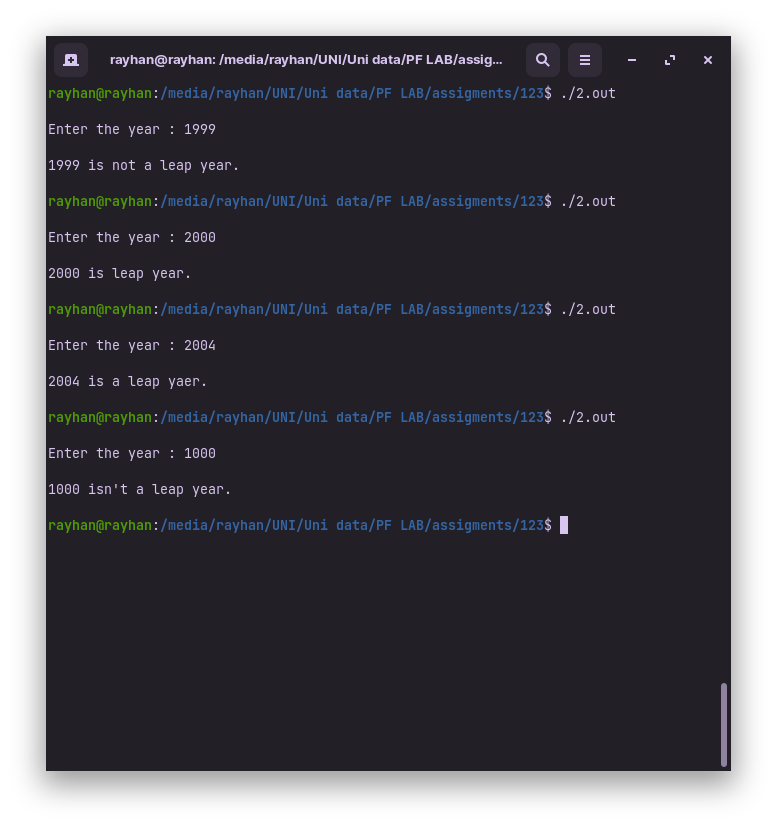 rayhan@rayhan: /media/rayhan/UNI/Uni data/PF LAB/assig...
rayhan@rayhan:/media/rayhan/UNI/Uni data/PF LAB/assigments/123$ ./2.out
Enter the year : 1999
1999 is not a leap year.
rayhan@rayhan:/media/rayhan/UNI/Uni data/PF LAB/assigments/123$ ./2.out
Enter the year : 2000
2000 is leap year.
rayhan@rayhan:/media/rayhan/UNI/Uni data/PF LAB/assigments/123$ ./2.out
Enter the year : 2004
2004 is a leap yaer.
rayhan@rayhan:/media/rayhan/UNI/Uni data/PF LAB/assigments/123$ ./2.out
Enter the year : 1000
1000 isn't a leap year.
rayhan@rayhan:/media/rayhan/UNI/Uni data/PF LAB/assigments/123$